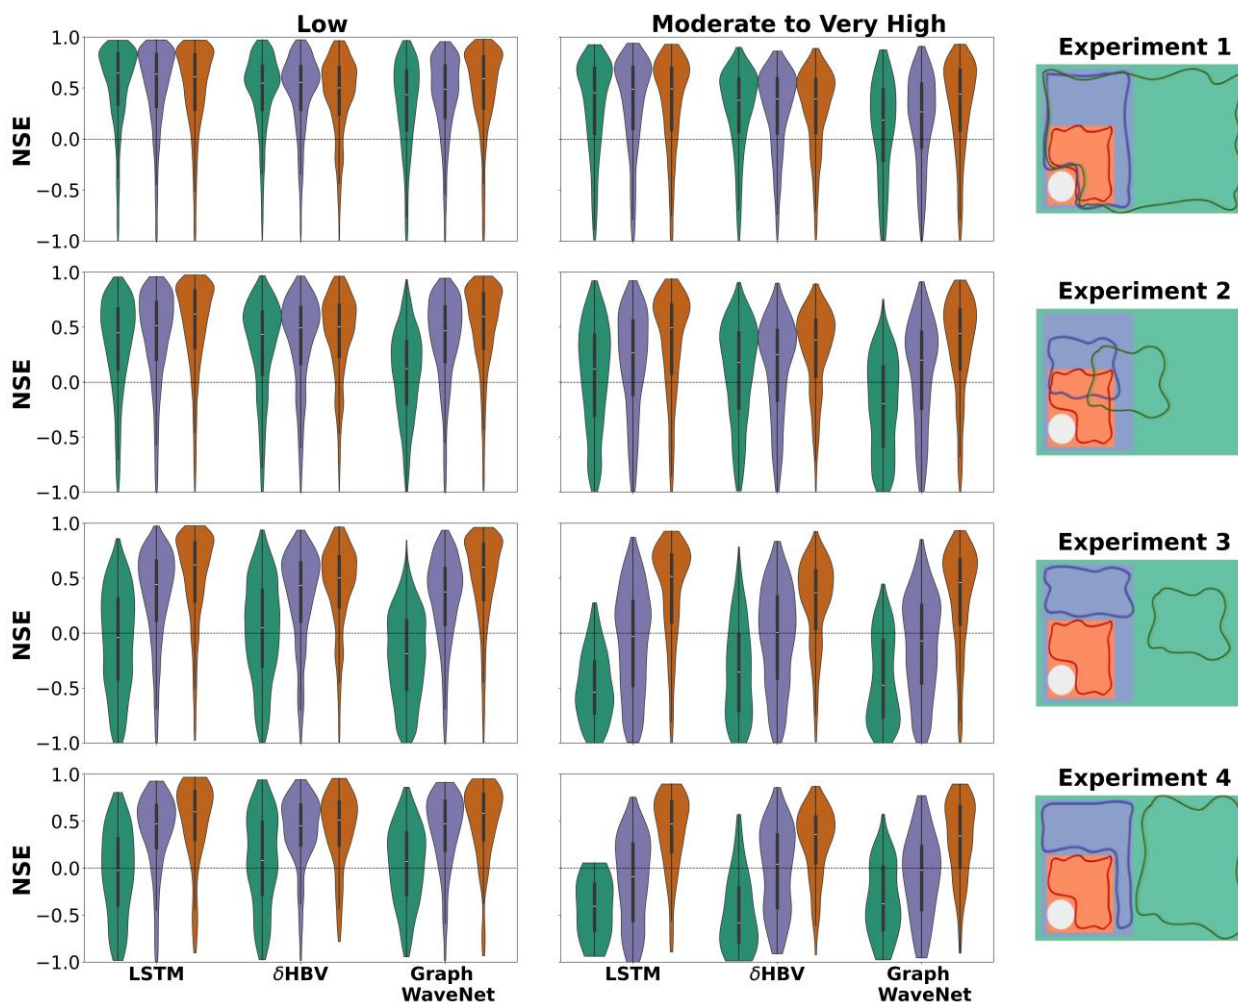 Low
Moderate to Very High
NSE
1.0
0.5
0.0
−0.5
−1.0
Experiment 1
NSE
1.0
0.5
0.0
−0.5
−1.0
Experiment 2
NSE
1.0
0.5
0.0
−0.5
−1.0
Experiment 3
NSE
1.0
0.5
0.0
−0.5
−1.0
Experiment 4
LSTM
δHBV
Graph
WaveNet
LSTM
δHBV
Graph
WaveNet